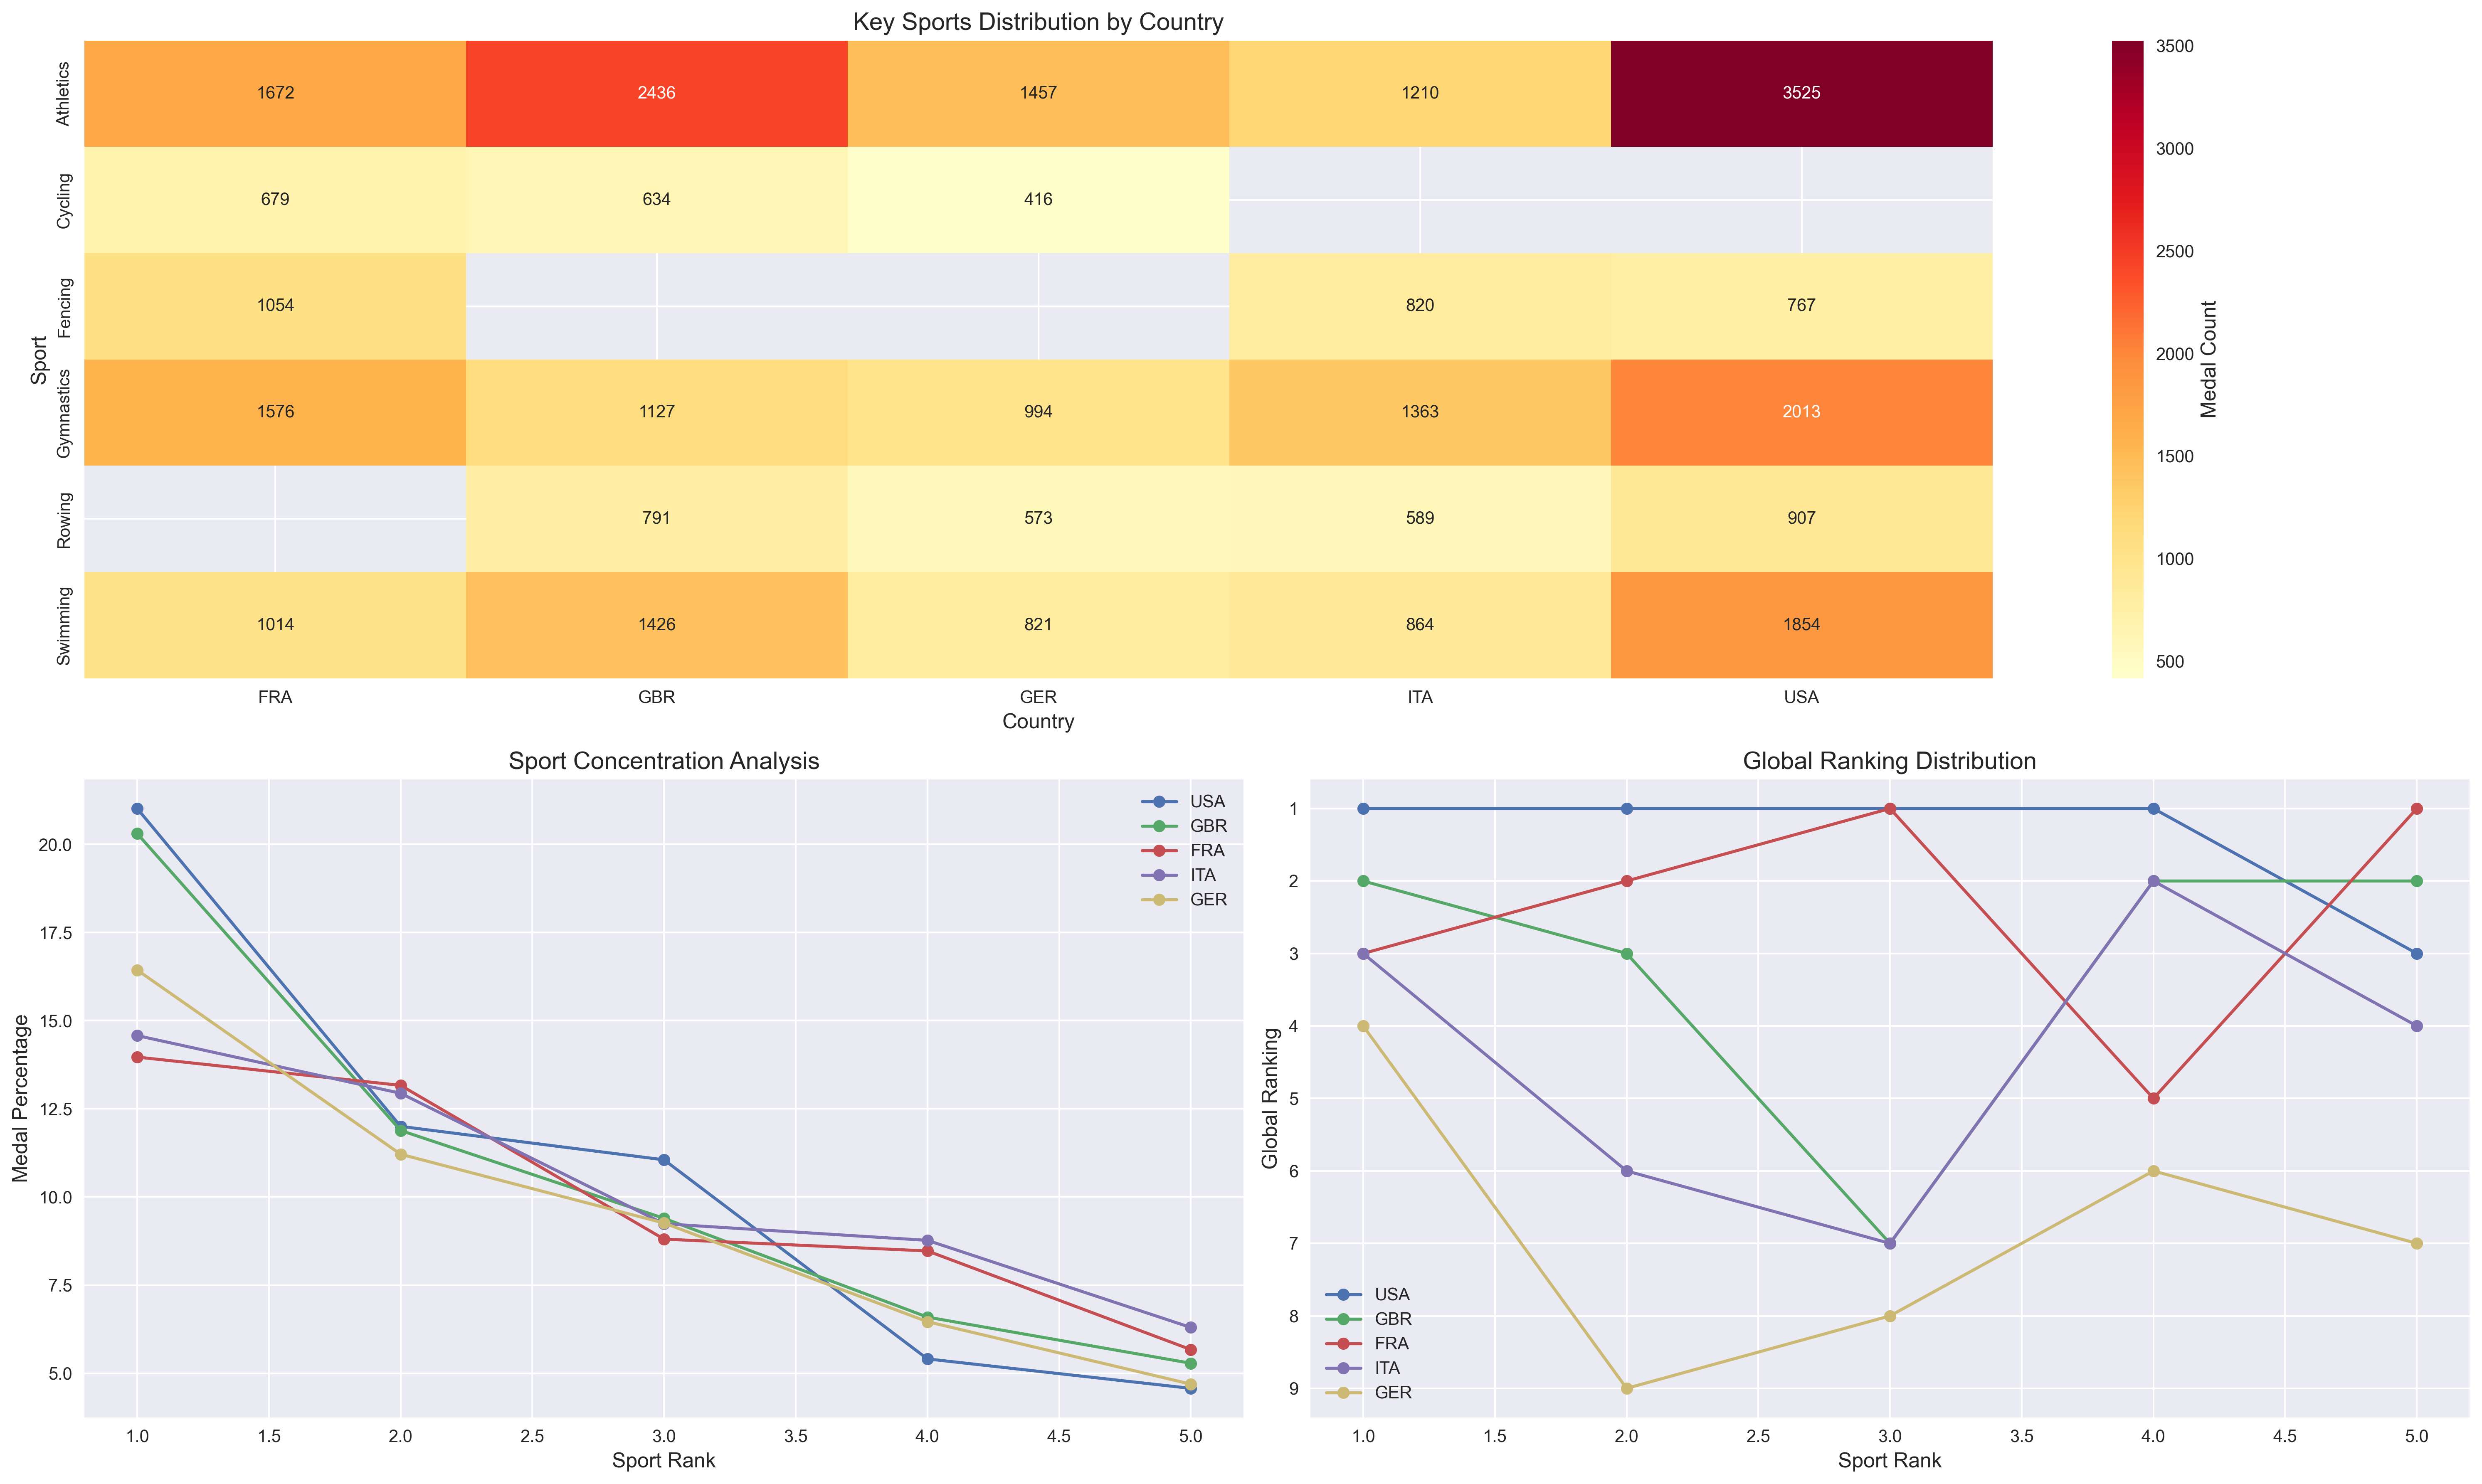 Key Sports Distribution by Country
Athletics 1672 2436 1457 1210 3525
Cycling 679 634 416
Fencing 1054 820 767
Gymnastics 1576 1127 994 1363 2013
Rowing 791 573 589 907
Swimming 1014 1426 821 864 1854
Sport
FRA GBR GER ITA USA
Country
3500
3000
2500
2000
1500
1000
500
Medal Count
Sport Concentration Analysis
USA
GBR
FRA
ITA
GER
20.0
17.5
15.0
12.5
10.0
7.5
5.0
Medal Percentage
1.0 1.5 2.0 2.5 3.0 3.5 4.0 4.5 5.0
Sport Rank
Global Ranking Distribution
1
2
3
4
5
6
7
8
9
Global Ranking
USA
GBR
FRA
ITA
GER
1.0 1.5 2.0 2.5 3.0 3.5 4.0 4.5 5.0
Sport Rank